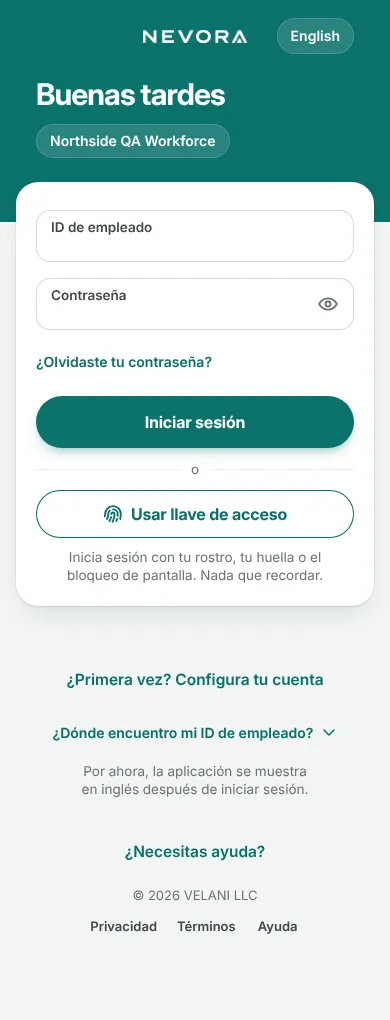 NEVORA
English
Buenas tardes
Northside QA Workforce
ID de empleado
Contraseña
¿Olvidaste tu contraseña?
Iniciar sesión
o
Usar llave de acceso
Inicia sesión con tu rostro, tu huella o el
bloqueo de pantalla. Nada que recordar.
¿Primera vez? Configura tu cuenta
¿Dónde encuentro mi ID de empleado?
Por ahora, la aplicación se muestra
en inglés después de iniciar sesión.
¿Necesitas ayuda?
© 2026 VELANI LLC
Privacidad Términos Ayuda